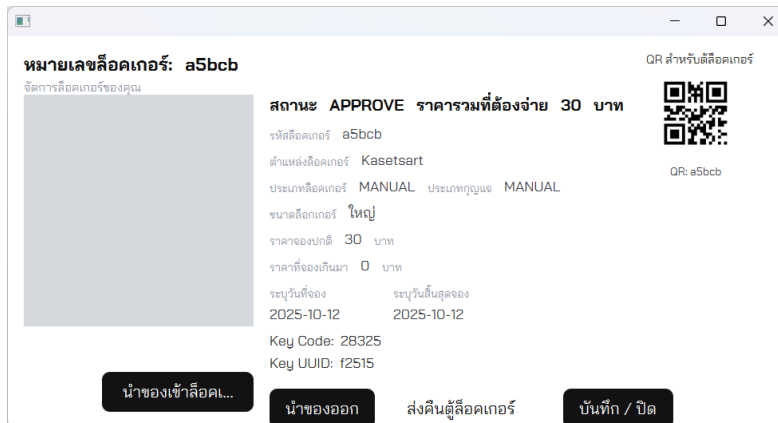 หมายเลขล็อคเกอร์: a5bcb
จัดการล็อคเกอร์ของคุณ
QR สำหรับตู้ล็อคเกอร์
QR: a5bcb
สถานะ APPROVE ราคารวมที่ต้องจ่าย 30 บาท
รหัสล็อคเกอร์ a5bcb
ตำแหน่งล็อคเกอร์ Kasetsart
ประเภทล็อคเกอร์ MANUAL ประเภทกุญแจ MANUAL
ขนาดล็อกเกอร์ ใหญ่
ราคาจองปกติ 30 บาท
ราคาที่จองเกินมา 0 บาท
ระบุวันที่จอง ระบุวันสิ้นสุดจอง
2025-10-12 2025-10-12
Key Code: 28325
Key UUID: f2515
นำของเข้าล็อคเ...
นำของออก ส่งคืนตู้ล็อคเกอร์ บันทึก / ปิด